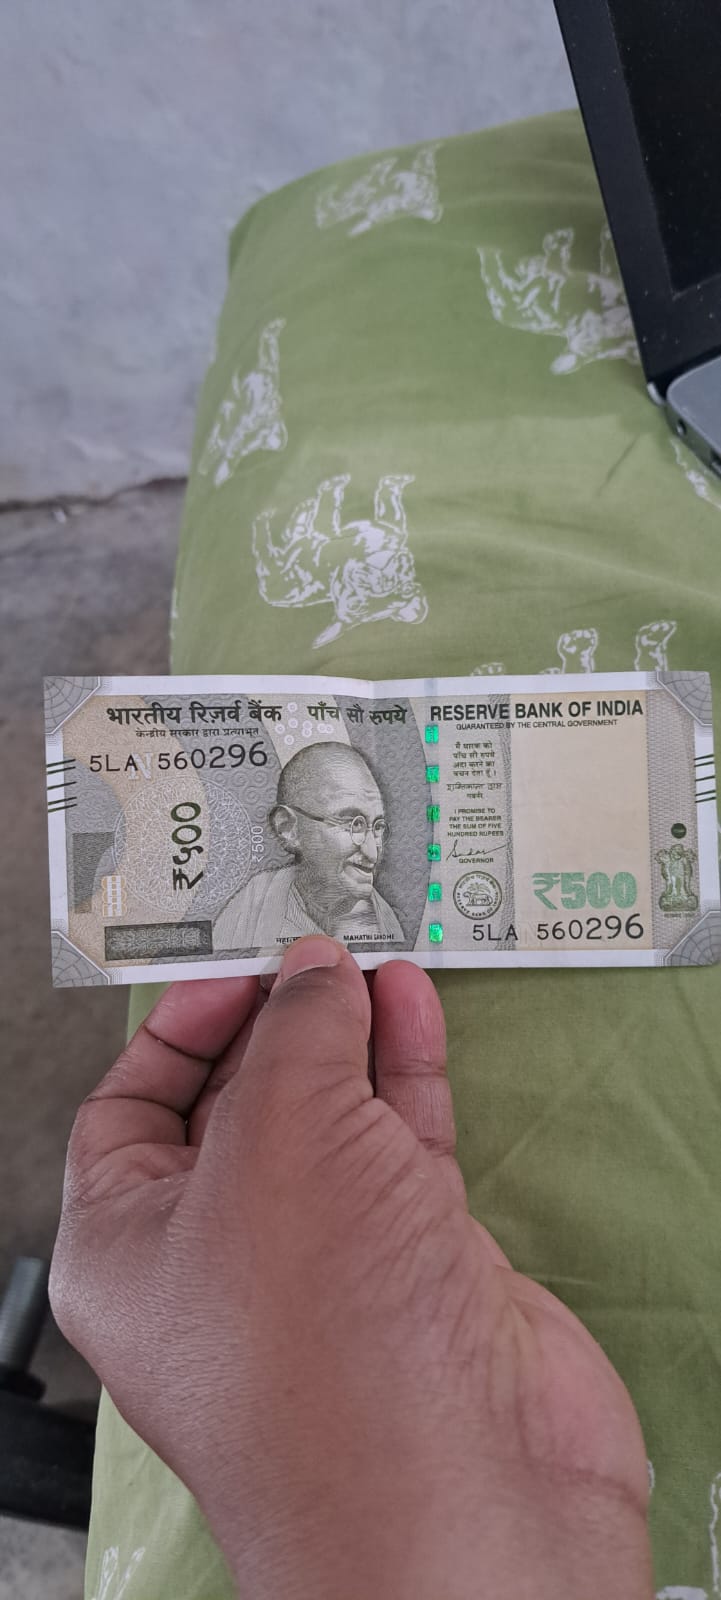 भारतीय रिज़र्व बैंक
केन्द्रीय सरकार द्वारा प्रत्याभूत
पाँच सौ रुपये
RESERVE BANK OF INDIA
GUARANTEED BY THE CENTRAL GOVERNMENT
5LA 560296
N
₹५००
₹500
मैं धारक को
पाँच सौ रुपये
अदा करने का
वचन देता हूँ।
शक्तिकान्त दास
गवर्नर
I PROMISE TO
PAY THE BEARER
THE SUM OF FIVE
HUNDRED RUPEES
GOVERNOR
₹500
5LA 560296
MAHATMA GANDHI